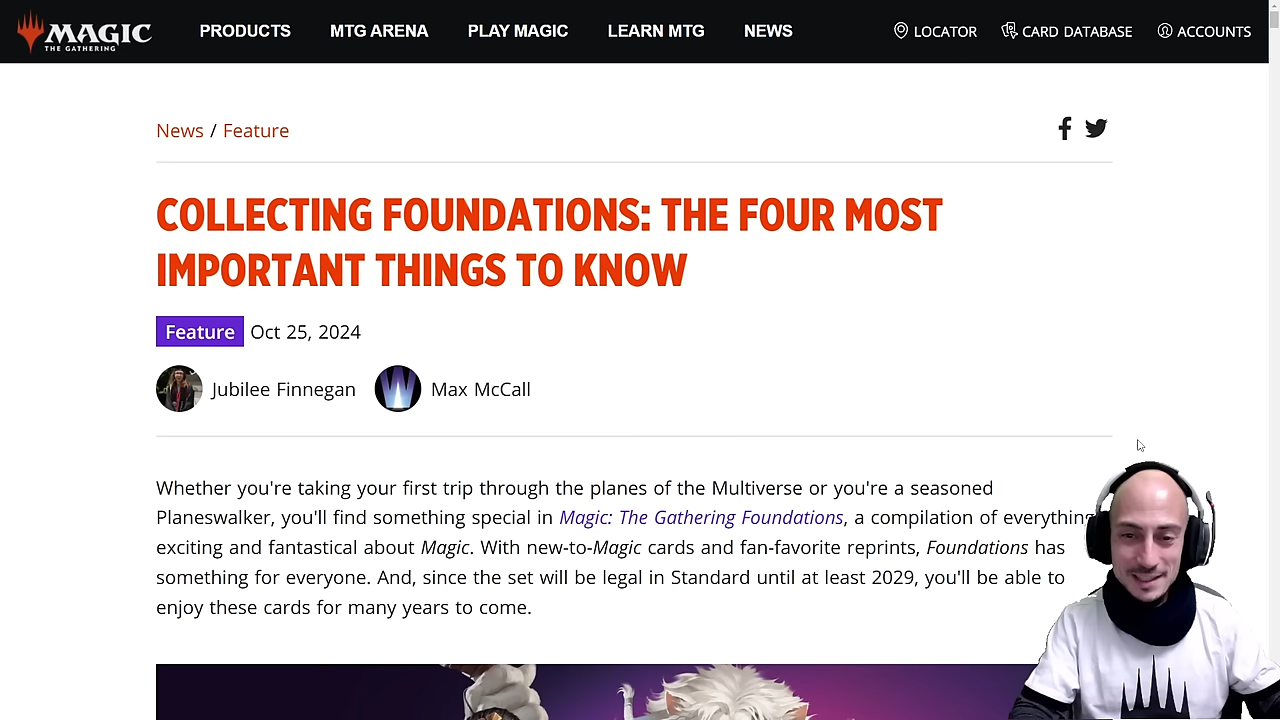 MAGIC
THE GATHERING
PRODUCTS MTG ARENA PLAY MAGIC LEARN MTG NEWS LOCATOR CARD DATABASE ACCOUNTS
News / Feature
COLLECTING FOUNDATIONS: THE FOUR MOST
IMPORTANT THINGS TO KNOW
Feature Oct 25, 2024
Jubilee Finnegan Max McCall
Whether you're taking your first trip through the planes of the Multiverse or you're a seasoned
Planeswalker, you'll find something special in Magic: The Gathering Foundations, a compilation of everything
exciting and fantastical about Magic. With new-to-Magic cards and fan-favorite reprints, Foundations has
something for everyone. And, since the set will be legal in Standard until at least 2029, you'll be able to
enjoy these cards for many years to come.